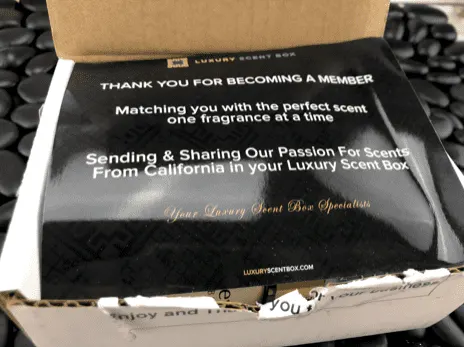 LUXURY SCENT BOX
THANK YOU FOR BECOMING A MEMBER
Matching you with the perfect scent
one fragrance at a time
Sending & Sharing Our Passion For Scents
From California in your Luxury Scent Box
Your Luxury Scent Box Specialists
LUXURYSCENTBOX.COM
you
njoy and